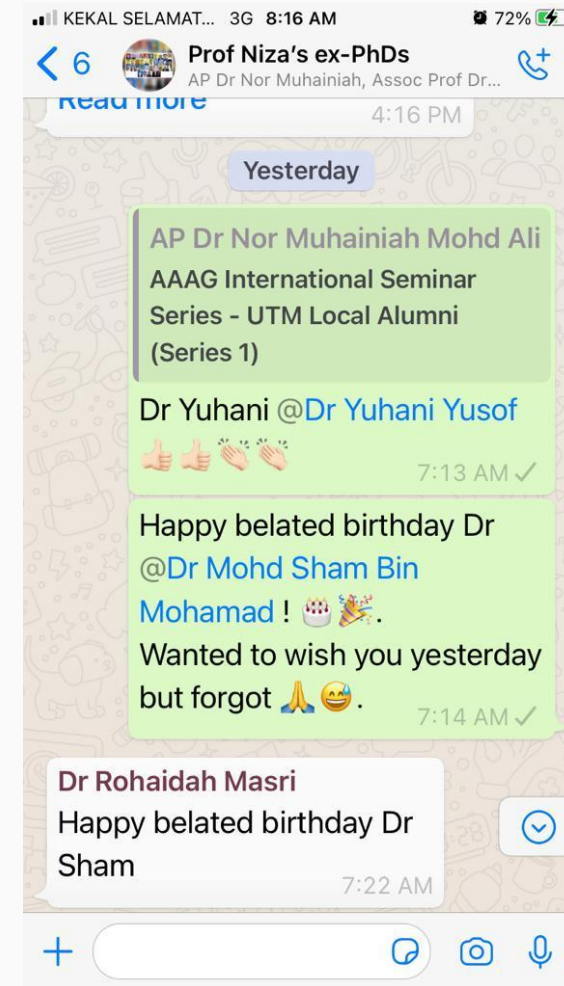 KEKAL SELAMAT... 3G 8:16 AM 72%
6 Prof Niza’s ex-PhDs
AP Dr Nor Muhainiah, Assoc Prof Dr...
Read more
4:16 PM
Yesterday
AP Dr Nor Muhainiah Mohd Ali
AAAG International Seminar
Series - UTM Local Alumni
(Series 1)
Dr Yuhani @Dr Yuhani Yusof
👍🏻👍🏻👏🏻👏🏻
7:13 AM ✓
Happy belated birthday Dr
@Dr Mohd Sham Bin
Mohamad ! 🎂🎉.
Wanted to wish you yesterday
but forgot 🙏😅.
7:14 AM ✓
Dr Rohaidah Masri
Happy belated birthday Dr
Sham
7:22 AM